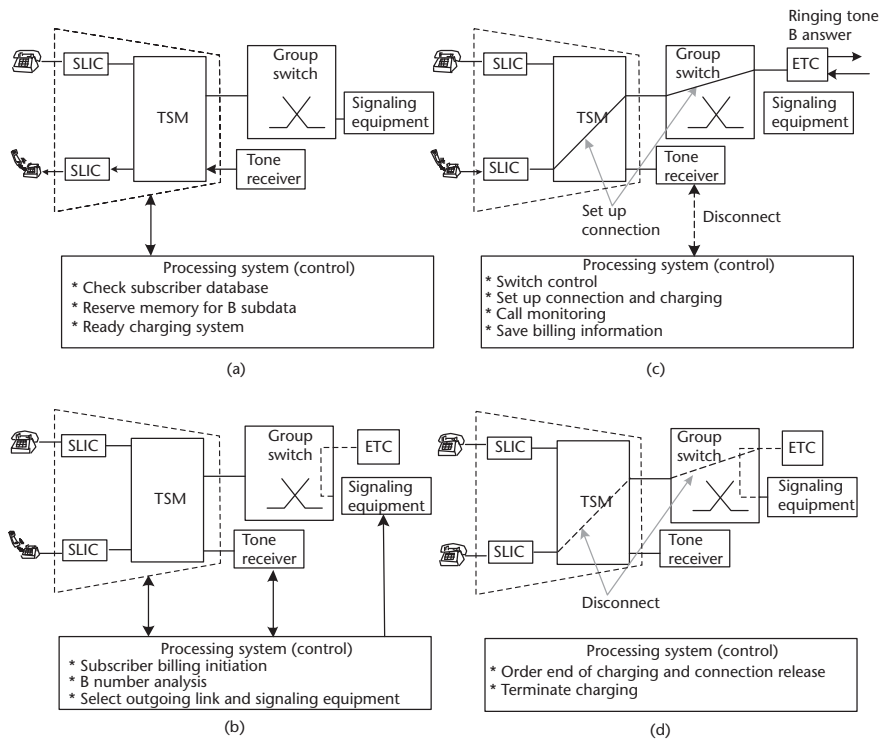 Group
switch
SLIC
TSM
Signaling
equipment
SLIC
Tone
receiver
Processing system (control)
* Check subscriber database
* Reserve memory for B subdata
* Ready charging system
(a)
Ringing tone
B answer
Group
switch
ETC
SLIC
TSM
Signaling
equipment
SLIC
Tone
receiver
Set up
connection
Disconnect
Processing system (control)
* Switch control
* Set up connection and charging
* Call monitoring
* Save billing information
(c)
Group
switch
ETC
SLIC
TSM
Signaling
equipment
SLIC
Tone
receiver
Processing system (control)
* Subscriber billing initiation
* B number analysis
* Select outgoing link and signaling equipment
(b)
Group
switch
ETC
SLIC
TSM
Signaling
equipment
SLIC
Tone
receiver
Disconnect
Processing system (control)
* Order end of charging and connection release
* Terminate charging
(d)